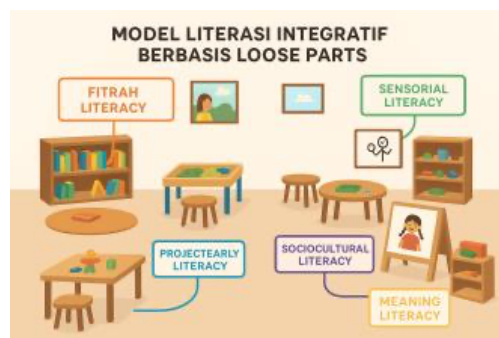 MODEL LITERASI INTEGRATIF
BERBASIS LOOSE PARTS
FITRAH
LITERACY
SENSORIAL
LITERACY
PROJECTEARLY
LITERACY
SOCIOCULTURAL
LITERACY
MEANING
LITERACY